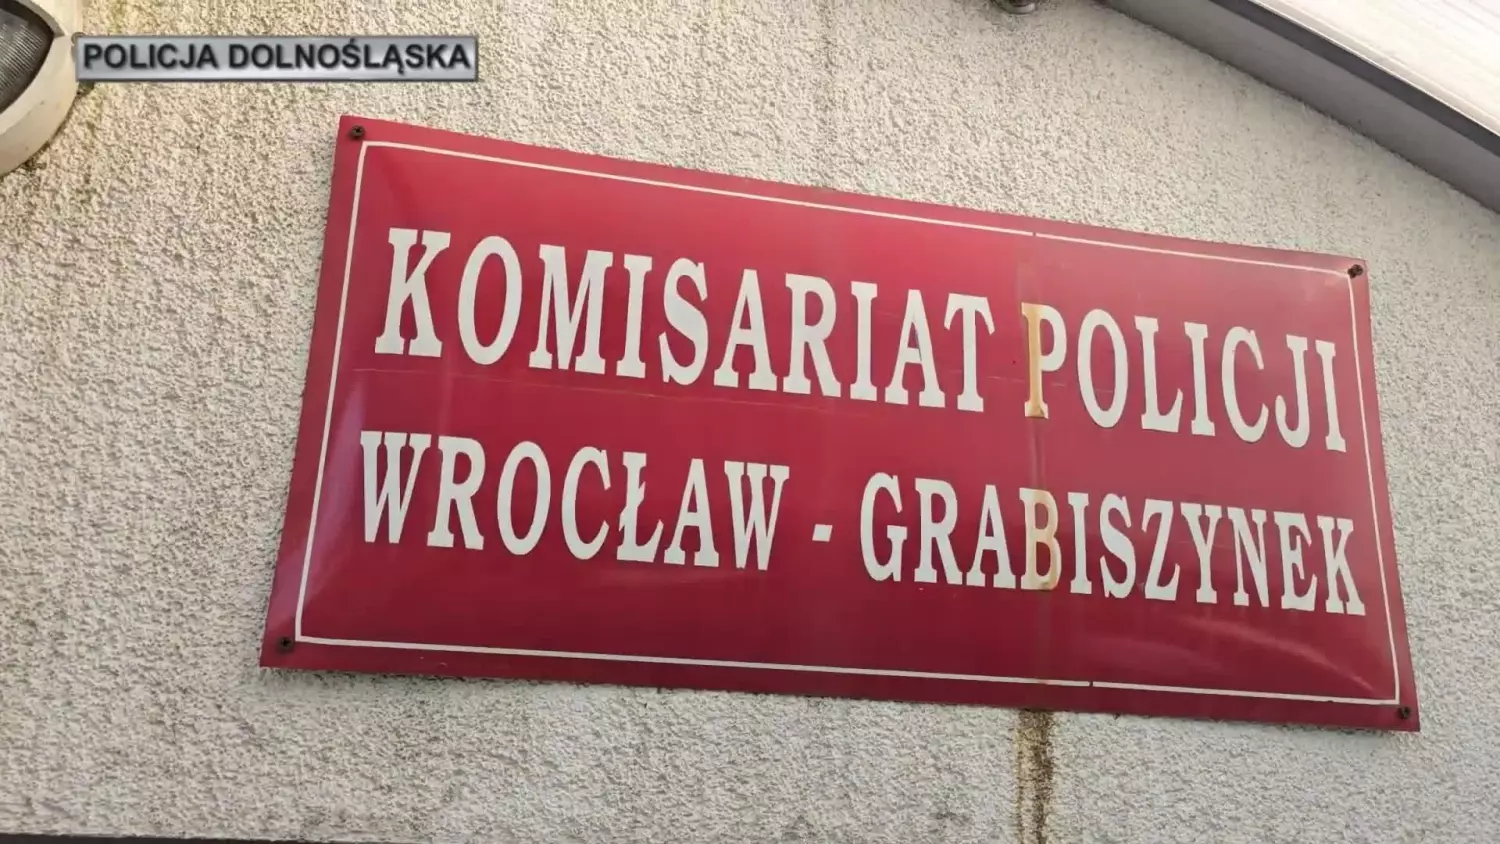 POLICJA DOLNOŚLĄSKA
KOMISARIAT POLICJI
WROCŁAW - GRABISZYNEK